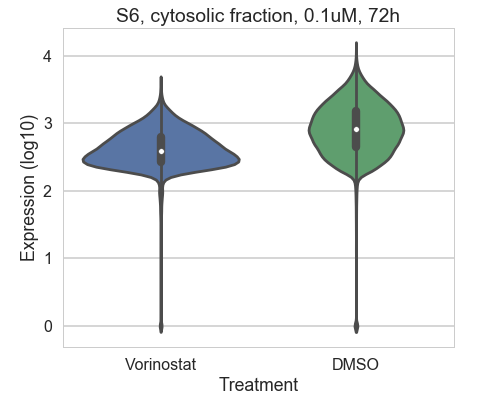 S6, cytosolic fraction, 0.1uM, 72h
Expression (log10)
4
3
2
1
0
Vorinostat
DMSO
Treatment